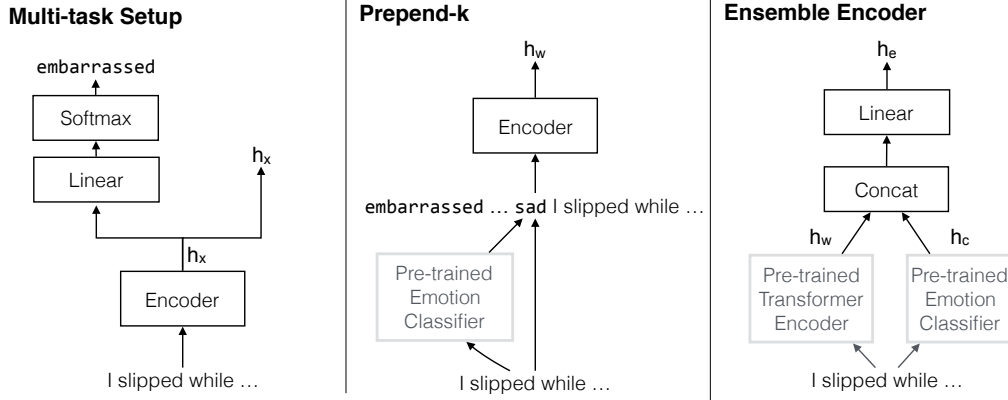 Multi-task Setup
embarrassed
Softmax
Linear
hx
hx
Encoder
I slipped while …
Prepend-k
hw
Encoder
embarrassed … sad I slipped while …
Pre-trained
Emotion
Classifier
I slipped while …
Ensemble Encoder
he
Linear
Concat
hw
hc
Pre-trained
Transformer
Encoder
Pre-trained
Emotion
Classifier
I slipped while …